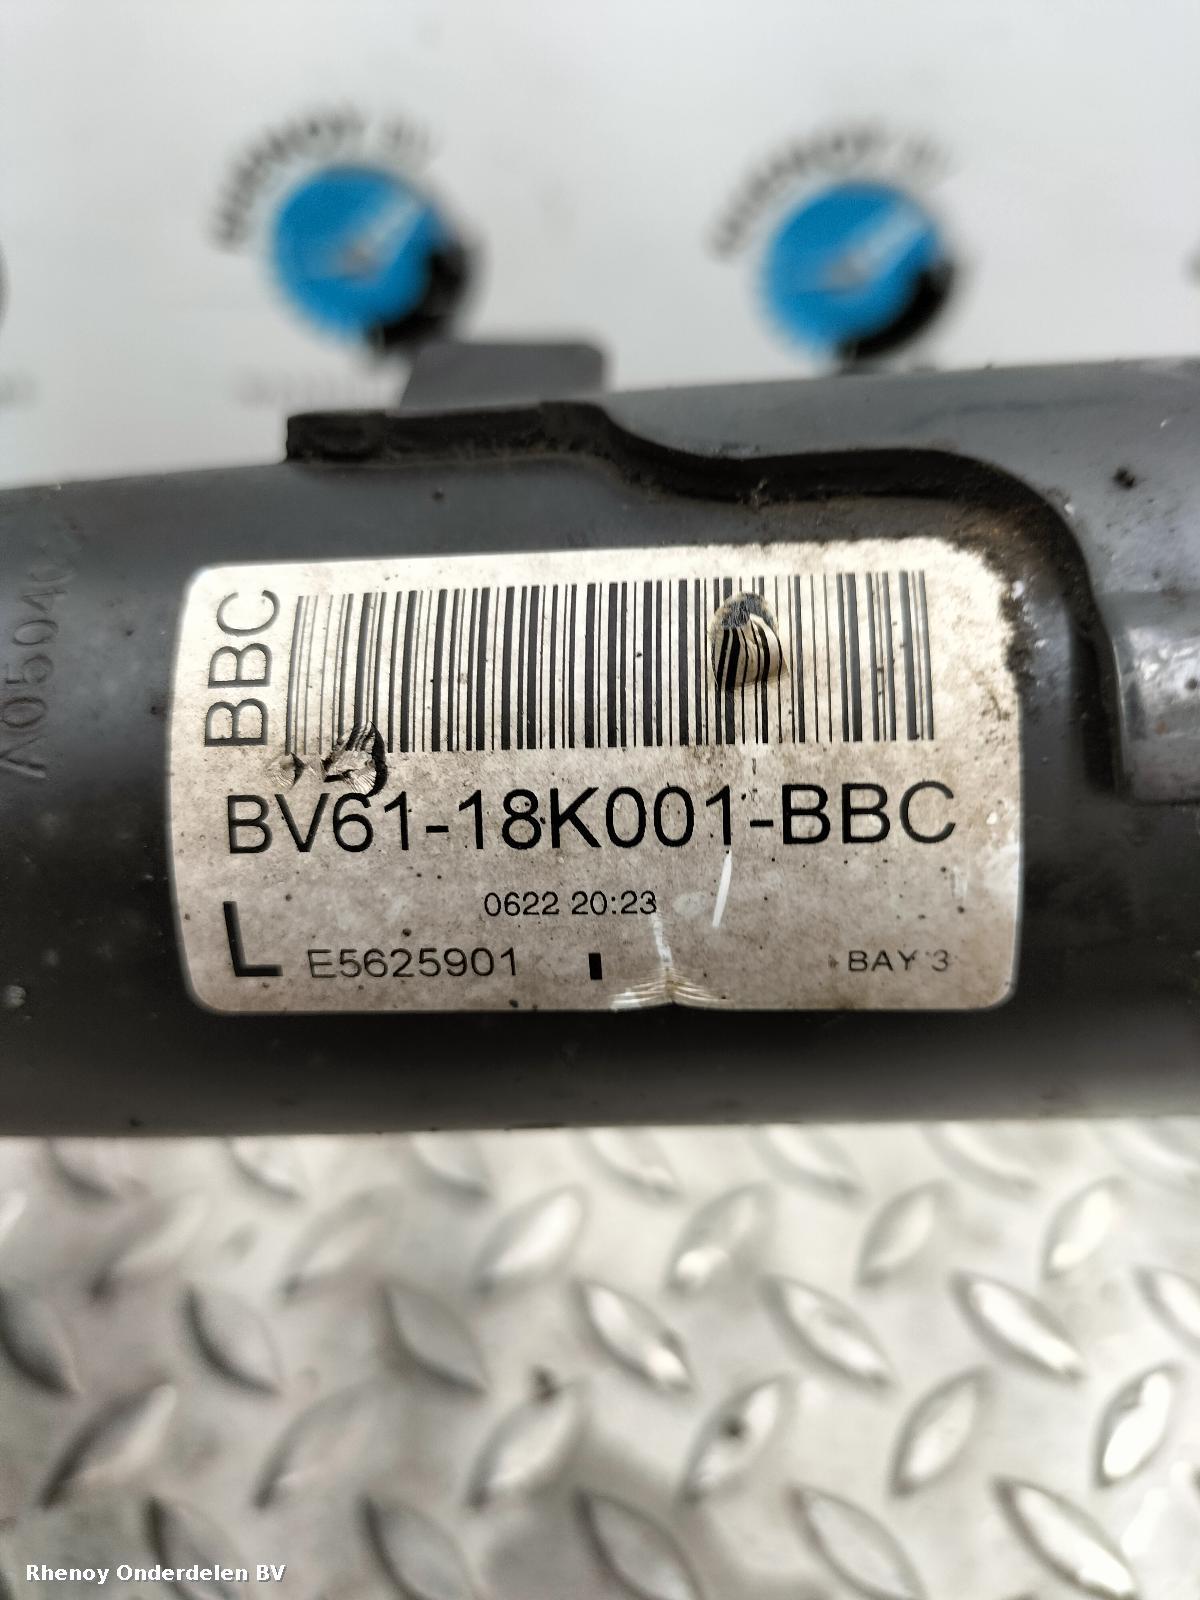 BBC
BV61-18K001-BBC
0622 20:23
L E5625901 BAY 3
Rhenoy Onderdelen BV